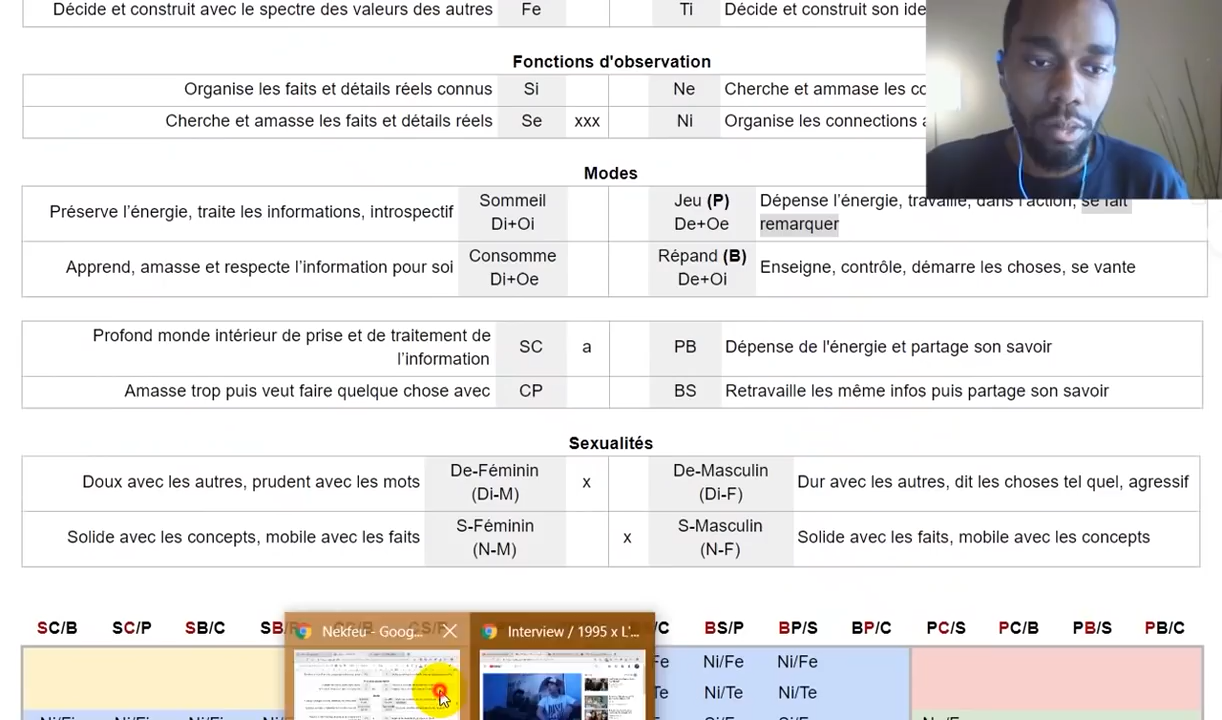 Décide et construit avec le spectre des valeurs des autres Fe Ti Décide et construit son
Fonctions d'observation
Organise les faits et détails réels connus Si Ne Cherche et ammase les
Cherche et amasse les faits et détails réels Se xxx Ni Organise les connections
Modes
Préserve l'énergie, traite les informations, introspectif Sommeil Di+Oi Jeu (P) De+Oe Dépense l'énergie, travaille, dans l'action, se fait
remarquer
Apprend, amasse et respecte l'information pour soi Consomme Di+Oe Répand (B) De+Oi Enseigne, contrôle, démarre les choses, se vante
Profond monde intérieur de prise et de traitement de
l'information SC a PB Dépense de l'énergie et partage son savoir
Amasse trop puis veut faire quelque chose avec CP BS Retravaille les même infos puis partage son savoir
Sexualités
Doux avec les autres, prudent avec les mots De-Féminin (Di-M) x De-Masculin (Di-F) Dur avec les autres, dit les choses tel quel, agressif
Solide avec les concepts, mobile avec les faits S-Féminin (N-M) x S-Masculin (N-F) Solide avec les faits, mobile avec les concepts
SC/B SC/P SB/C BS/P BP/S BP/C PC/S PC/B PB/S PB/C
Nekfeu - Goog... Interview / 1995 x L'...
Ni/Fe Ni/Fe
Ni/Te Ni/Te